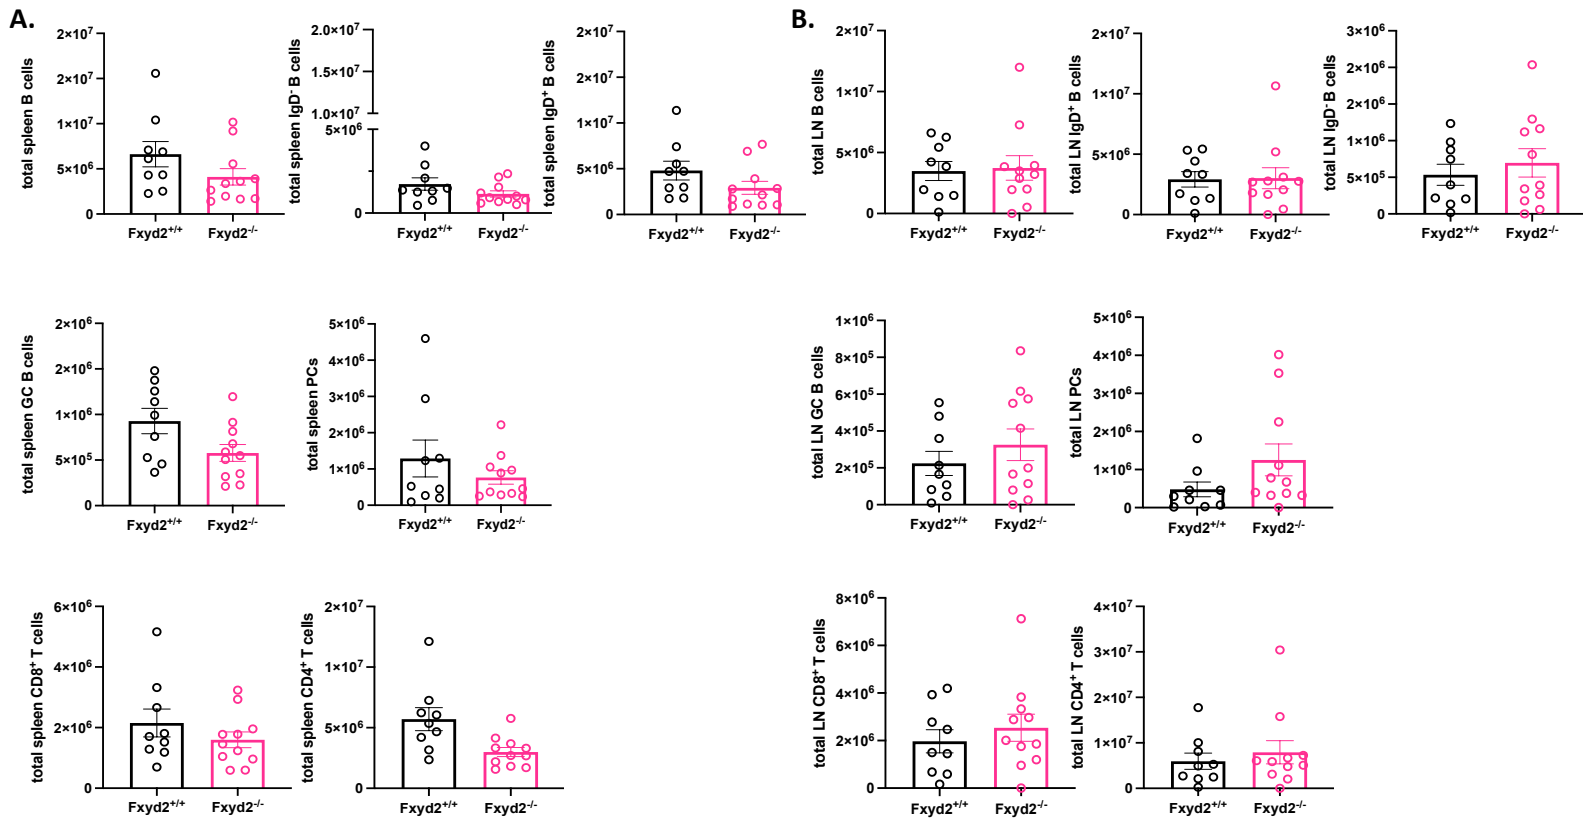 A.
B.
total spleen B cells
2×10⁷
2×10⁷
1×10⁷
5×10⁶
0
Fxyd2⁺/⁺ Fxyd2⁻/⁻
total spleen IgD⁻ B cells
2.0×10⁷
1.5×10⁷
1.0×10⁷
5×10⁶
0
Fxyd2⁺/⁺ Fxyd2⁻/⁻
total spleen IgD⁺ B cells
2×10⁷
2×10⁷
1×10⁷
5×10⁶
0
Fxyd2⁺/⁺ Fxyd2⁻/⁻
total LN B cells
2×10⁷
1×10⁷
5×10⁶
0
Fxyd2⁺/⁺ Fxyd2⁻/⁻
total LN IgD⁺ B cells
2×10⁷
1×10⁷
5×10⁶
0
Fxyd2⁺/⁺ Fxyd2⁻/⁻
total LN IgD⁻ B cells
3×10⁶
2×10⁶
2×10⁶
1×10⁶
5×10⁵
0
Fxyd2⁺/⁺ Fxyd2⁻/⁻
total spleen GC B cells
2×10⁶
2×10⁶
1×10⁶
5×10⁵
0
Fxyd2⁺/⁺ Fxyd2⁻/⁻
total spleen PCs
5×10⁶
4×10⁶
3×10⁶
2×10⁶
1×10⁶
0
Fxyd2⁺/⁺ Fxyd2⁻/⁻
total LN GC B cells
1×10⁶
8×10⁵
6×10⁵
4×10⁵
2×10⁵
0
Fxyd2⁺/⁺ Fxyd2⁻/⁻
total LN PCs
5×10⁶
4×10⁶
3×10⁶
2×10⁶
1×10⁶
0
Fxyd2⁺/⁺ Fxyd2⁻/⁻
total spleen CD8⁺ T cells
6×10⁶
4×10⁶
2×10⁶
0
Fxyd2⁺/⁺ Fxyd2⁻/⁻
total spleen CD4⁺ T cells
2×10⁷
1×10⁷
5×10⁶
0
Fxyd2⁺/⁺ Fxyd2⁻/⁻
total LN CD8⁺ T cells
8×10⁶
6×10⁶
4×10⁶
2×10⁶
0
Fxyd2⁺/⁺ Fxyd2⁻/⁻
total LN CD4⁺ T cells
4×10⁷
3×10⁷
2×10⁷
1×10⁷
0
Fxyd2⁺/⁺ Fxyd2⁻/⁻